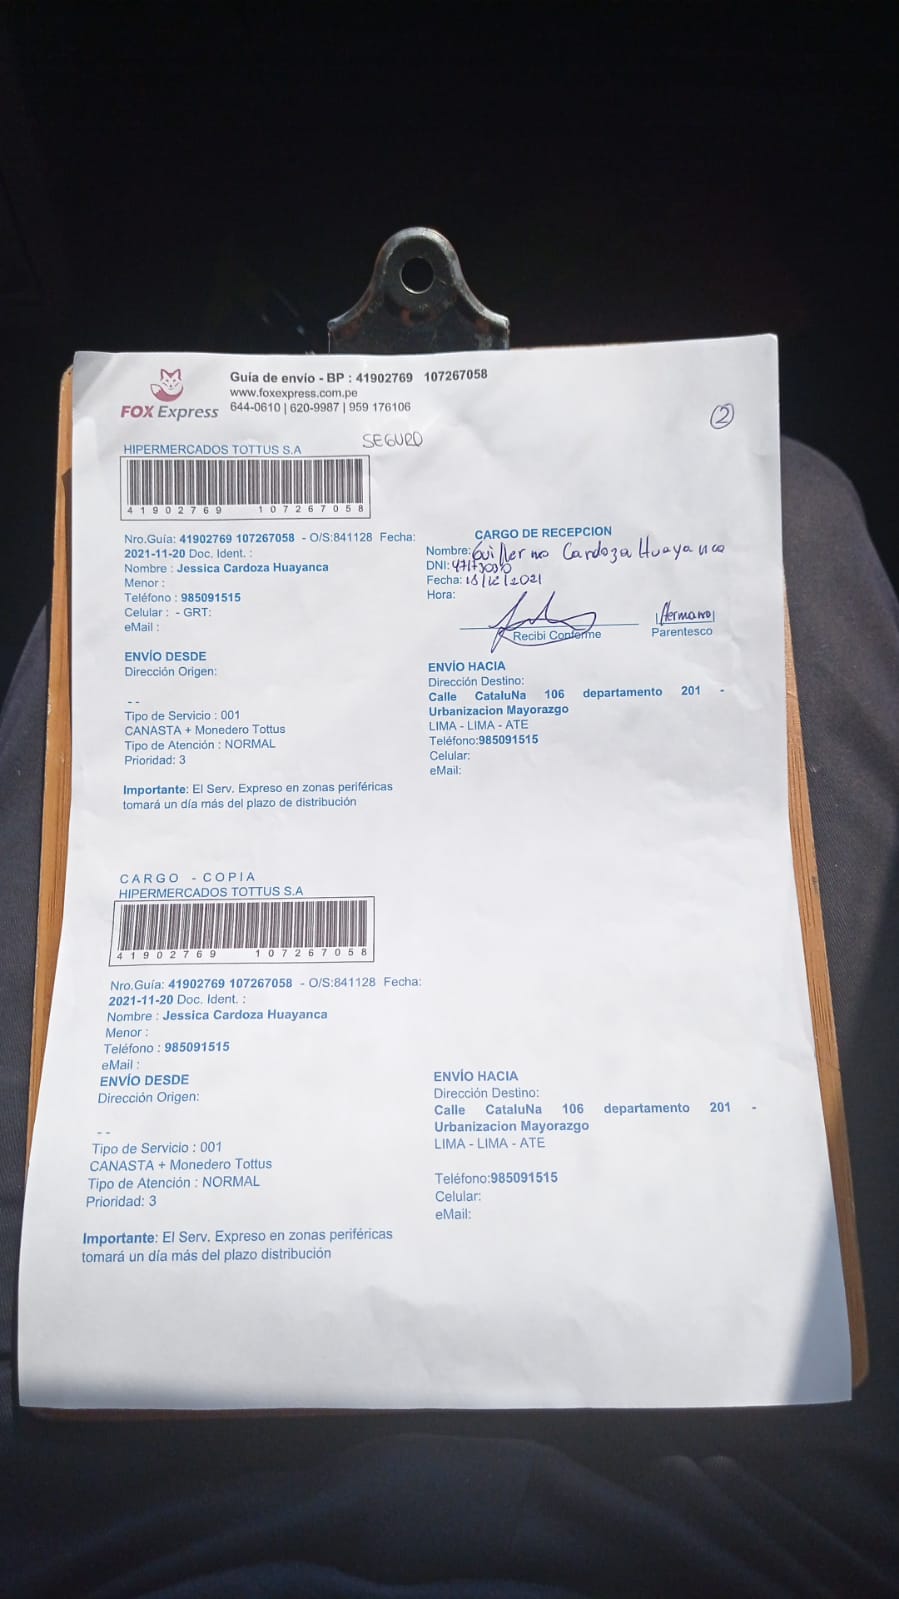 FOX Express
Guía de envío - BP : 41902769 107267058
www.foxexpress.com.pe
644-0610 | 620-9987 | 959 176106
SEGURO
2
HIPERMERCADOS TOTTUS S.A
41902769 107267058
Nro.Guía: 41902769 107267058 - O/S:841128 Fecha:
2021-11-20 Doc. Ident. :
Nombre : Jessica Cardoza Huayanca
Menor :
Teléfono : 985091515
Celular : - GRT:
eMail :
CARGO DE RECEPCION
Nombre: Guillermo Cardoza Huayanca
DNI:
Fecha: /12/2021
Hora:
Recibi Conforme
Hermano
Parentesco
ENVÍO DESDE
Dirección Origen:
- -
Tipo de Servicio : 001
CANASTA + Monedero Tottus
Tipo de Atención : NORMAL
Prioridad: 3
ENVÍO HACIA
Dirección Destino:
Calle CataluNa 106 departamento 201 -
Urbanizacion Mayorazgo
LIMA - LIMA - ATE
Teléfono:985091515
Celular:
eMail:
Importante: El Serv. Expreso en zonas periféricas
tomará un día más del plazo de distribución
CARGO - COPIA
HIPERMERCADOS TOTTUS S.A
41902769 107267058
Nro.Guía: 41902769 107267058 - O/S:841128 Fecha:
2021-11-20 Doc. Ident. :
Nombre : Jessica Cardoza Huayanca
Menor :
Teléfono : 985091515
eMail :
ENVÍO DESDE
Dirección Origen:
- -
Tipo de Servicio : 001
CANASTA + Monedero Tottus
Tipo de Atención : NORMAL
Prioridad: 3
ENVÍO HACIA
Dirección Destino:
Calle CataluNa 106 departamento 201 -
Urbanizacion Mayorazgo
LIMA - LIMA - ATE
Teléfono:985091515
Celular:
eMail:
Importante: El Serv. Expreso en zonas periféricas
tomará un día más del plazo distribución